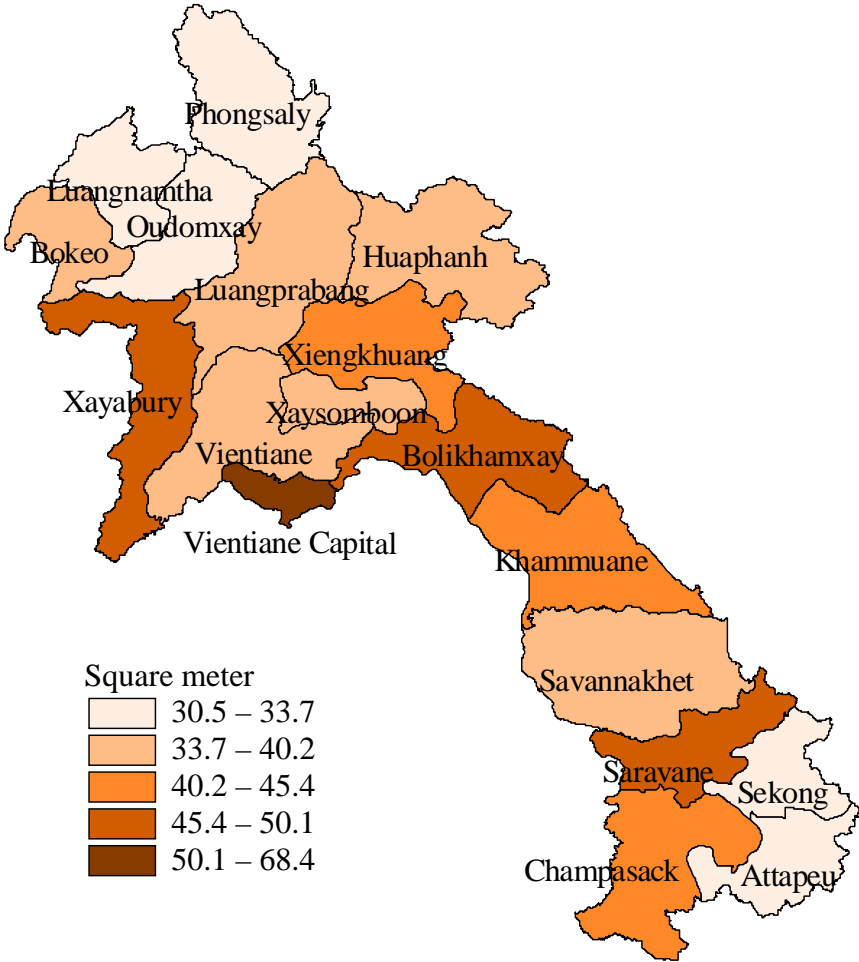 Phongsaly
Luangnamtha
Oudomxay
Bokeo
Huaphanh
Luangprabang
Xiengkhuang
Xayabury
Xaysomboon
Vientiane
Bolikhamxay
Vientiane Capital
Khammuane
Savannakhet
Saravane
Sekong
Champasack
Attapeu
Square meter
30.5 – 33.7
33.7 – 40.2
40.2 – 45.4
45.4 – 50.1
50.1 – 68.4